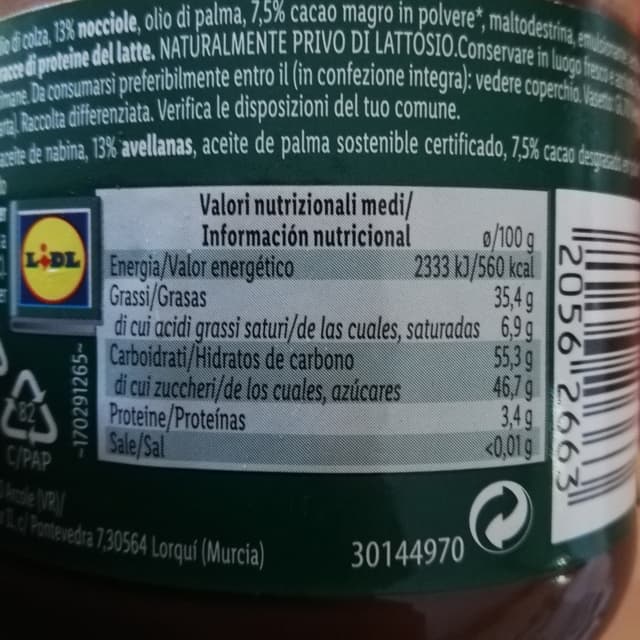 di colza, 13% nocciole, olio di palma, 7,5% cacao magro in polvere*, maltodestrina,
tracce di proteine del latte. NATURALMENTE PRIVO DI LATTOSIO.Conservare in luogo fresco
Da consumarsi preferibilmente entro il (in confezione integra): vedere coperchio.
Raccolta differenziata. Verifica le disposizioni del tuo comune.
aceite de nabina, 13% avellanas, aceite de palma sostenible certificado, 7,5% cacao
Valori nutrizionali medi/
Información nutricional ø/100 g
Energia/Valor energético 2333 kJ/560 kcal
Grassi/Grasas 35,4 g
di cui acidi grassi saturi/de las cuales, saturadas 6,9 g
Carboidrati/Hidratos de carbono 55,3 g
di cui zuccheri/de los cuales, azúcares 46,7 g
Proteine/Proteínas 3,4 g
Sale/Sal <0,01 g
LIDL
82
C/PAP
-170291265-
(VR)/
c/ Pontevedra 7,30564 Lorquí (Murcia)
30144970
2056 2663